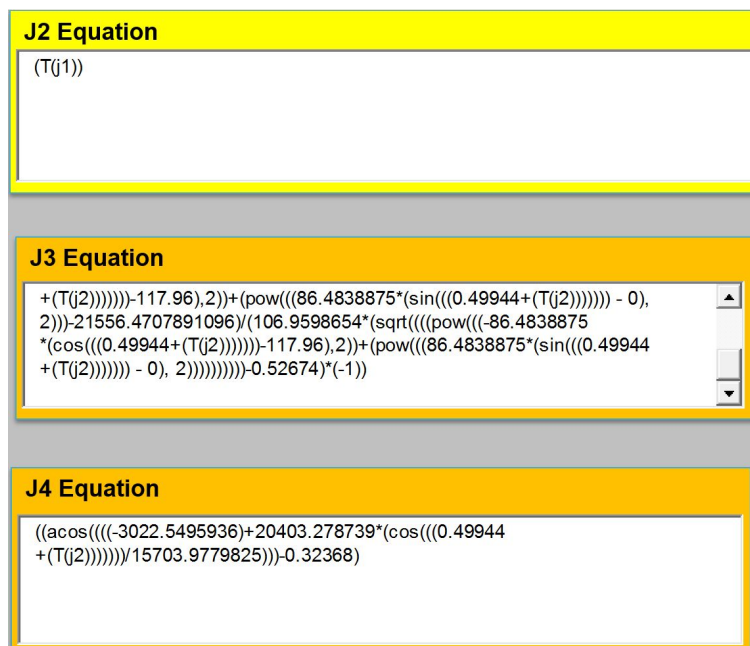 J2 Equation
(T(j1))
J3 Equation
+(T(j2)))))))-117.96),2))+(pow(((86.4838875*(sin(((0.49944+(T(j2))))))) - 0),
2)))-21556.4707891096)/(106.9598654*(sqrt((((pow(((-86.4838875
*(cos(((0.49944+(T(j2)))))))-117.96),2))+(pow(((86.4838875*(sin(((0.49944
+(T(j2))))))) - 0), 2))))))))))-0.52674)*(-1))
J4 Equation
((acos((((-3022.5495936)+20403.278739*(cos(((0.49944
+(T(j2)))))))/15703.9779825)))-0.32368)